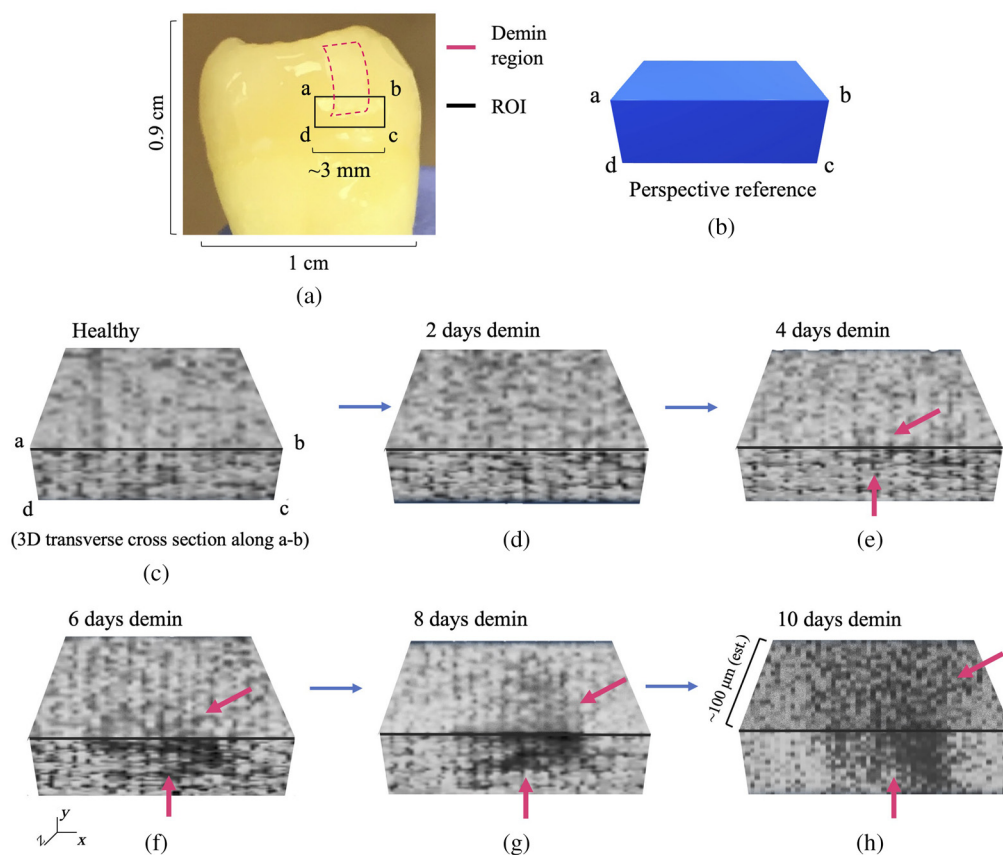 0.9 cm
a
b
d
c
~3 mm
1 cm
(a)
Demin
region
ROI
a
b
d
c
Perspective reference
(b)
Healthy
a
b
d
c
(3D transverse cross section along a-b)
(c)
2 days demin
(d)
4 days demin
(e)
6 days demin
y
z
x
(f)
8 days demin
(g)
10 days demin
~100 μm (est.)
(h)